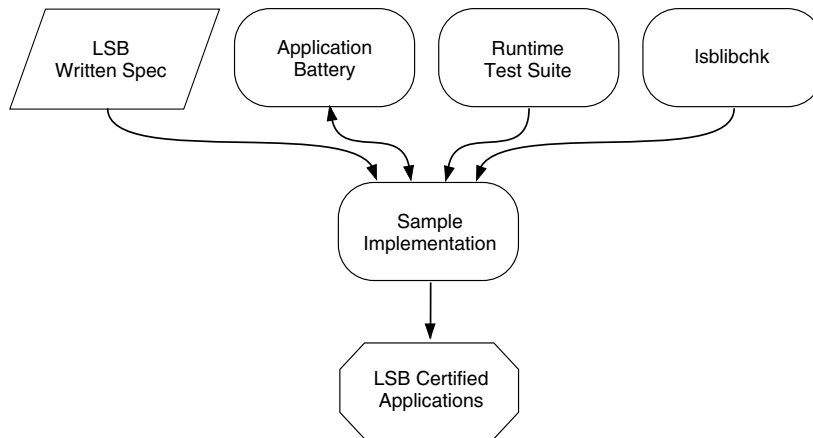 LSB
Written Spec
Application
Battery
Runtime
Test Suite
lsblibchk
Sample
Implementation
LSB Certified
Applications